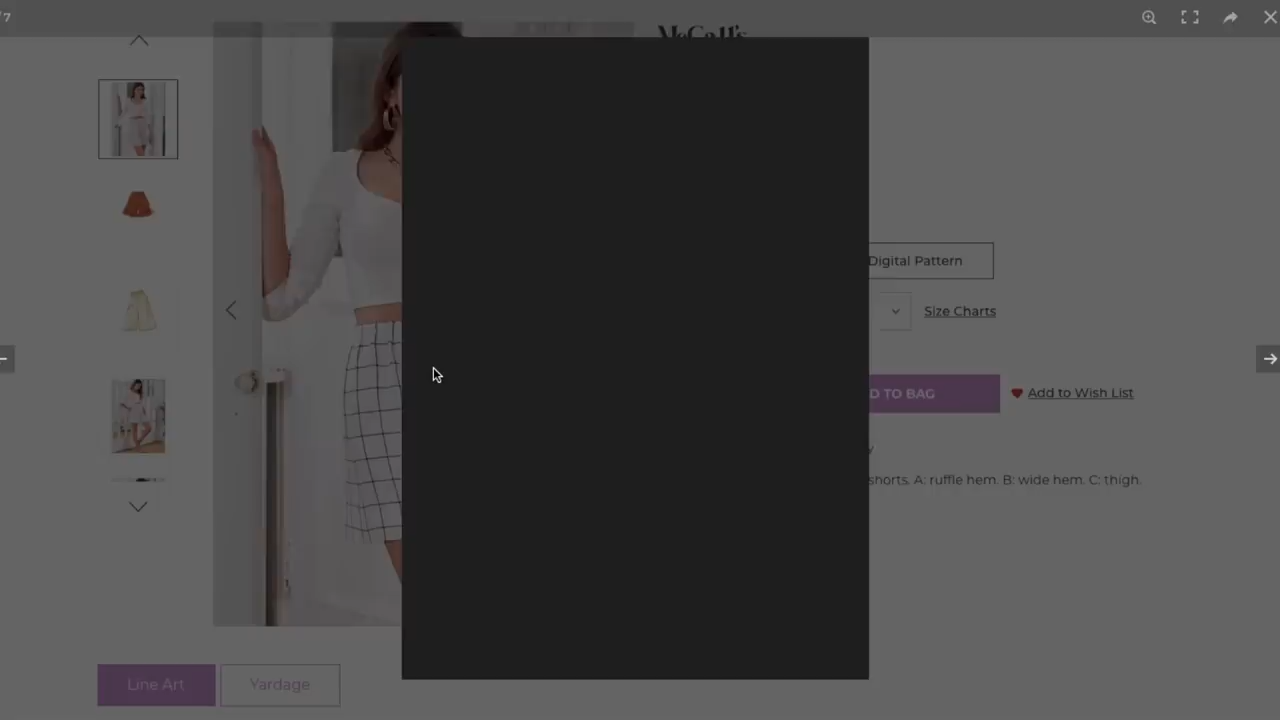 /7
McCall's
Digital Pattern
Size Charts
D TO BAG
Add to Wish List
y
shorts. A: ruffle hem. B: wide hem. C: thigh.
Line Art
Yardage